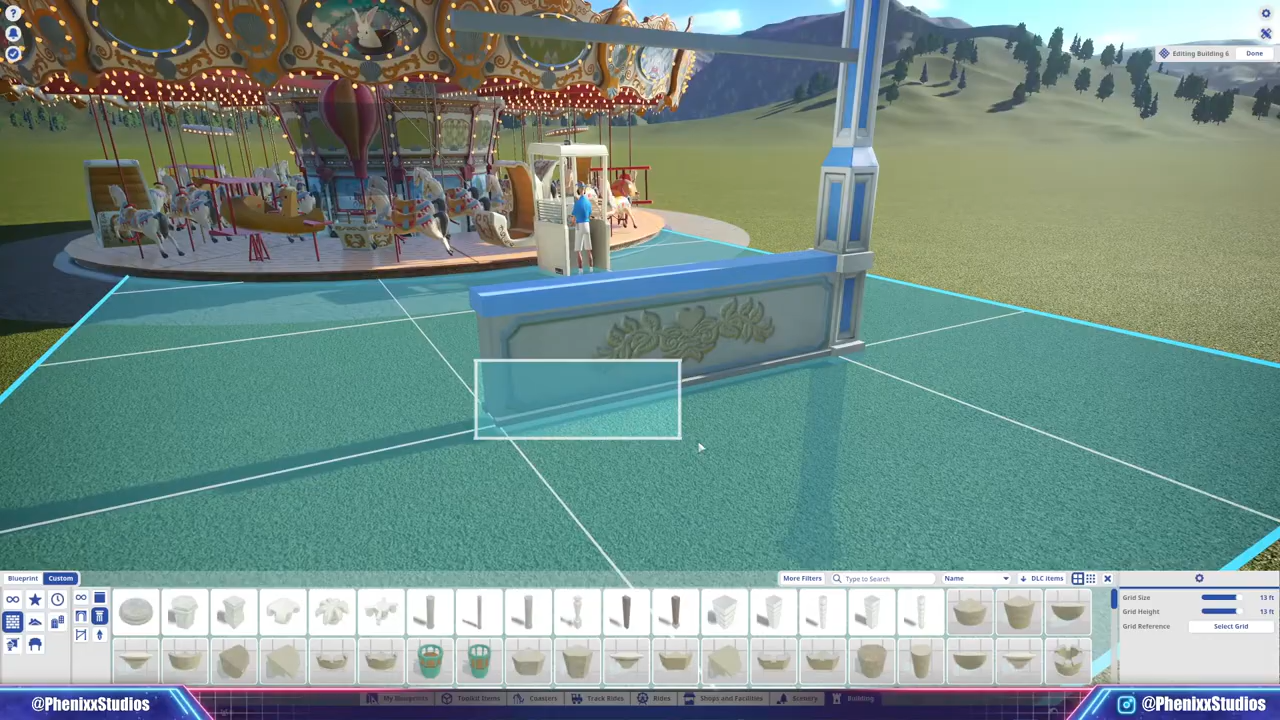 ?
Editing Building 6
Done
Blueprint
Custom
More Filters
Type to Search
Name
DLC items
Grid Size
13 ft
Grid Height
13 ft
Grid Reference
Select Grid
My Blueprints
Toolkit Items
Coasters
Track Rides
Rides
Shops and Facilities
Scenery
Building
@PhenixxStudios
@PhenixxStudios